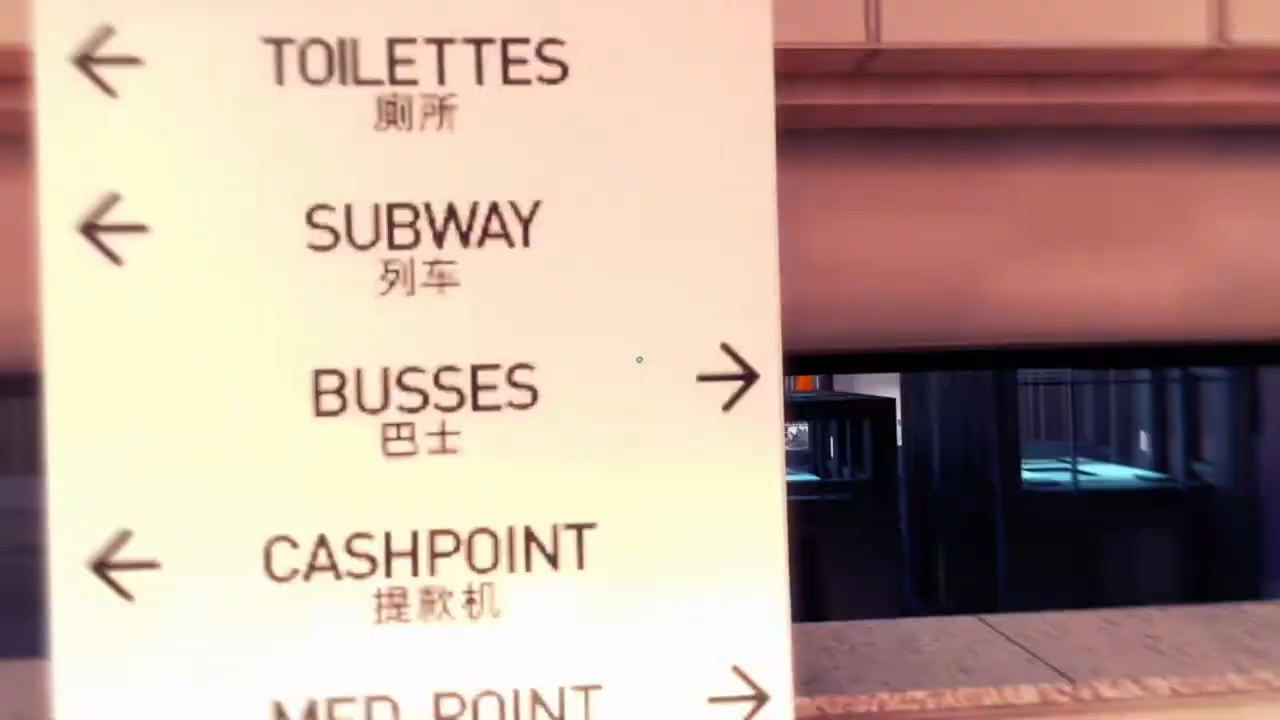 TOILETTES
厕所
SUBWAY
列车
BUSSES
巴士
CASHPOINT
提款机
MED POINT